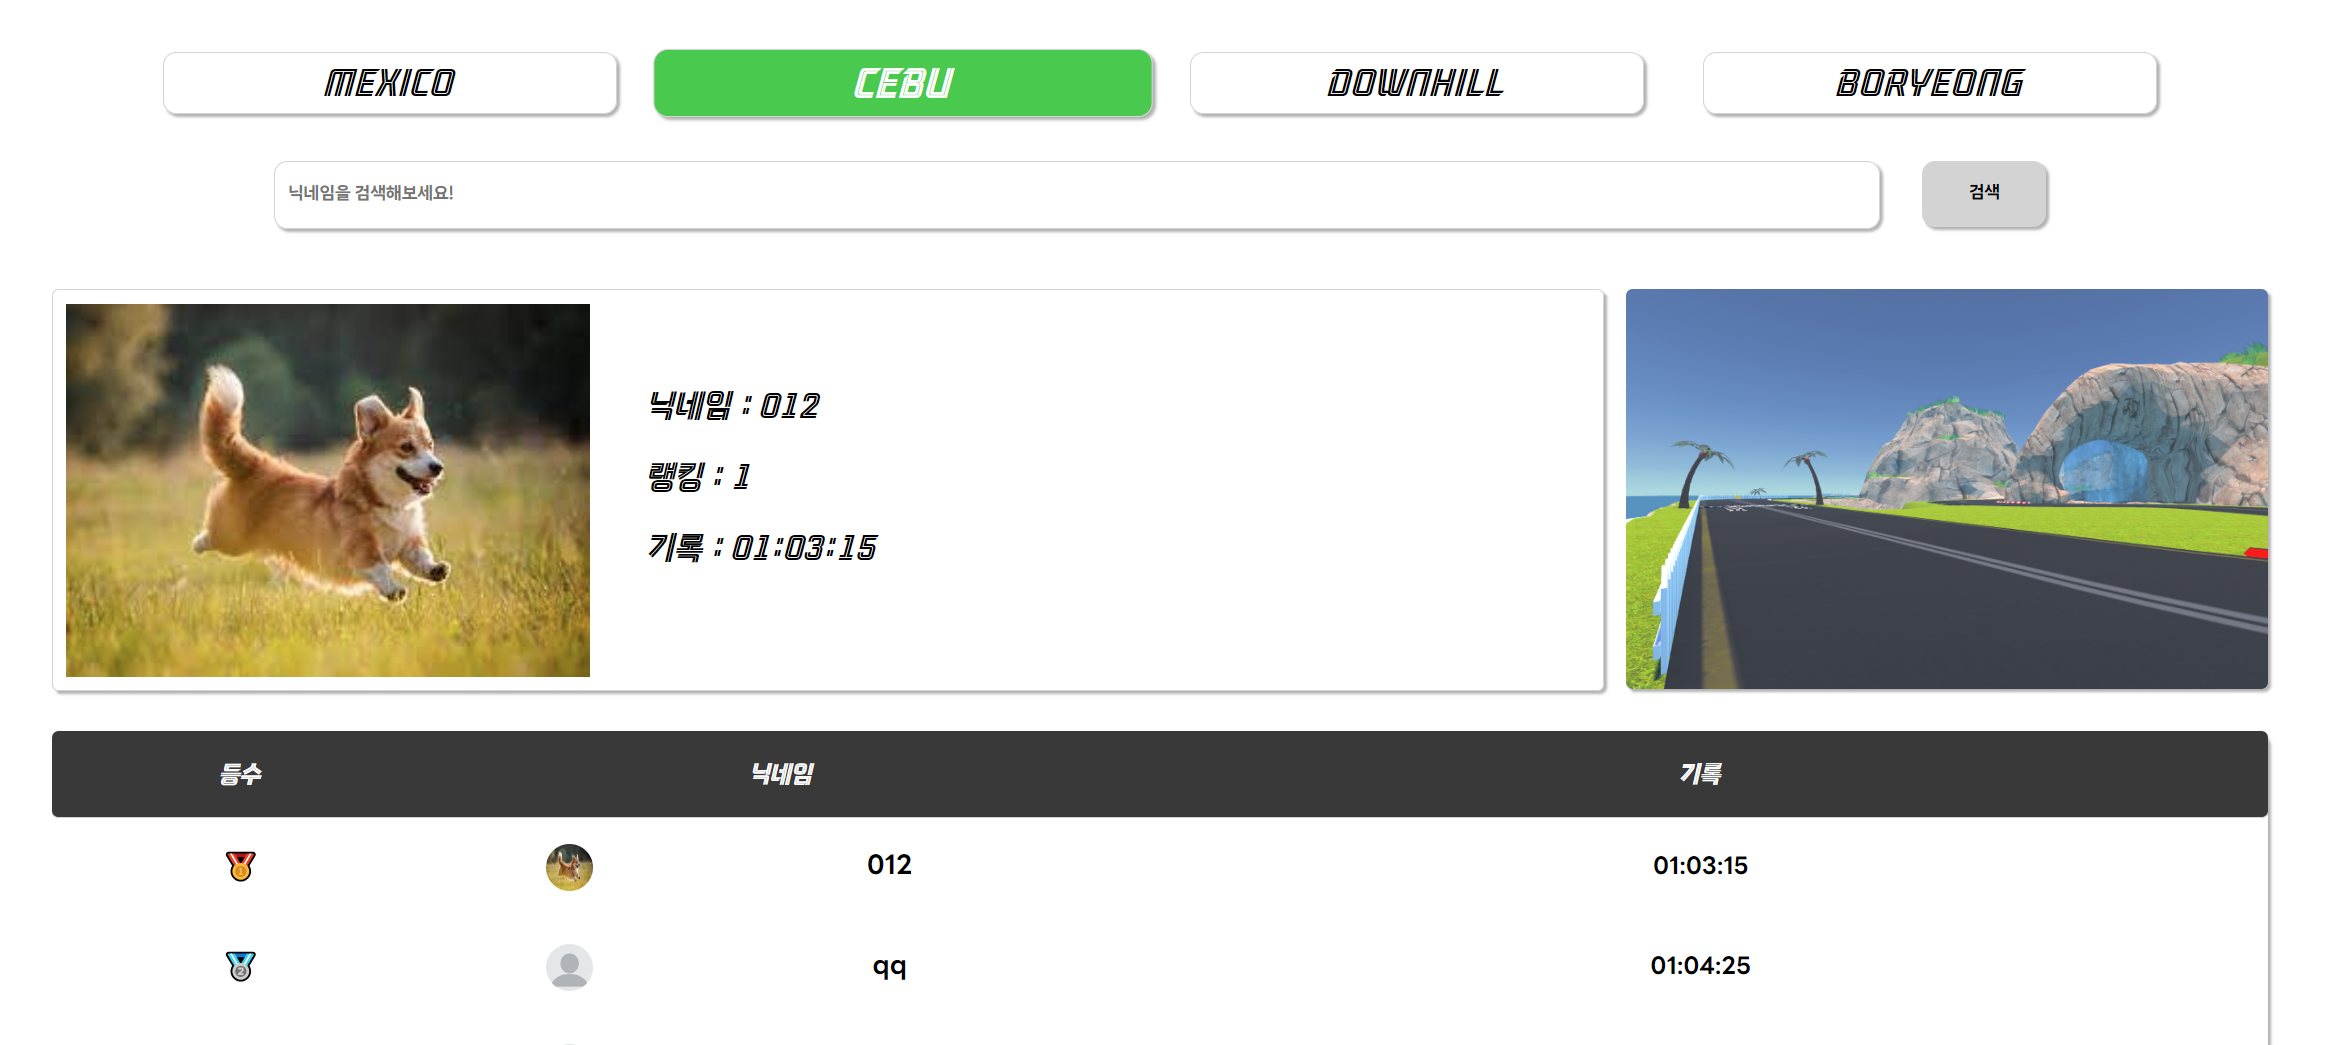 MEXICO
CEBU
DOWNHILL
BORYEONG
닉네임을 검색해보세요!
검색
닉네임 : 012
랭킹 : 1
기록 : 01:03:15
등수 닉네임 기록
1 012 01:03:15
2 qq 01:04:25